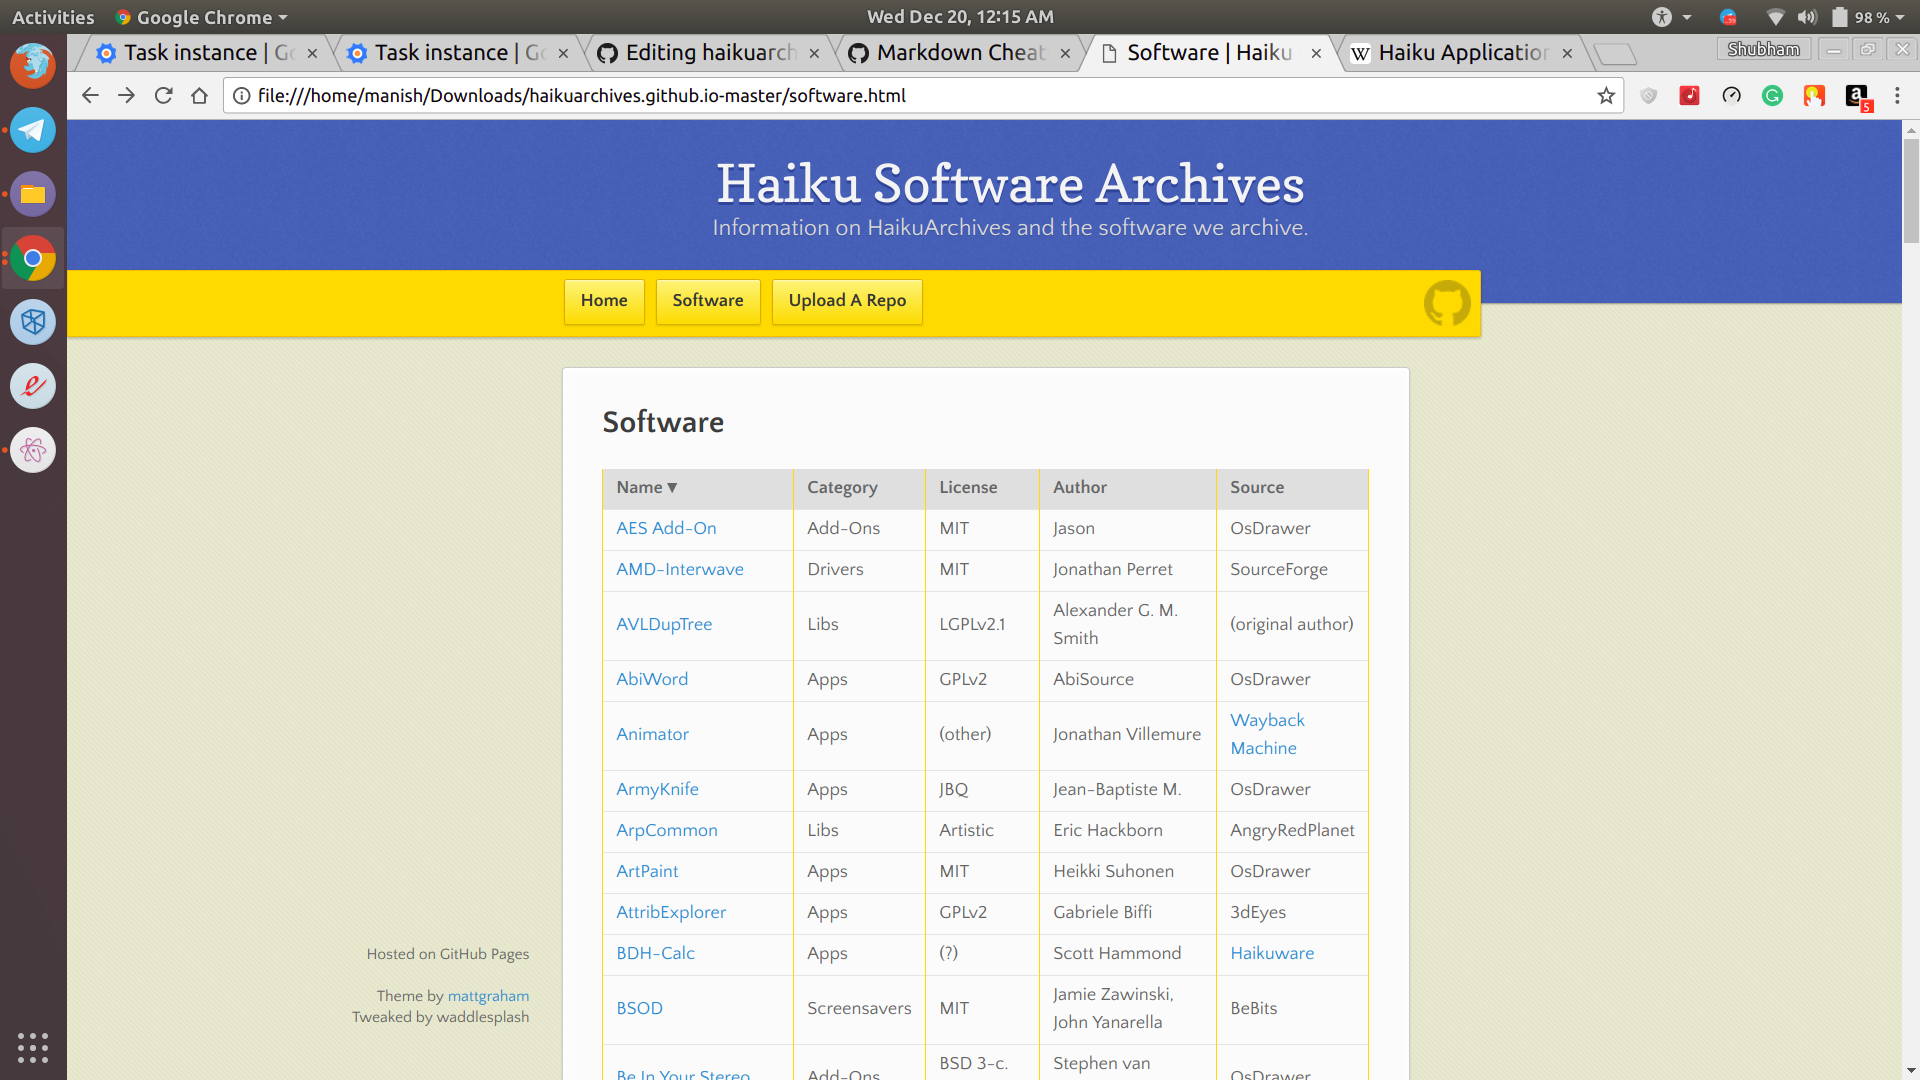 Activities Google Chrome Wed Dec 20, 12:15 AM 98 %
Task instance | Go Task instance | Go Editing haikuarch Markdown Cheat Software | Haiku Haiku Application Shubham
file:///home/manish/Downloads/haikuarchives.github.io-master/software.html 5
Haiku Software Archives
Information on HaikuArchives and the software we archive.
Home Software Upload A Repo
Software
Name ▼ Category License Author Source
AES Add-On Add-Ons MIT Jason OsDrawer
AMD-Interwave Drivers MIT Jonathan Perret SourceForge
AVLDupTree Libs LGPLv2.1 Alexander G. M. Smith (original author)
AbiWord Apps GPLv2 AbiSource OsDrawer
Animator Apps (other) Jonathan Villemure Wayback Machine
ArmyKnife Apps JBQ Jean-Baptiste M. OsDrawer
ArpCommon Libs Artistic Eric Hackborn AngryRedPlanet
ArtPaint Apps MIT Heikki Suhonen OsDrawer
AttribExplorer Apps GPLv2 Gabriele Biffi 3dEyes
BDH-Calc Apps (?) Scott Hammond Haikuware
BSOD Screensavers MIT Jamie Zawinski, John Yanarella BeBits
Be In Your Stereo Add-Ons BSD 3-c. Stephen van OsDrawer
Hosted on GitHub Pages
Theme by mattgraham
Tweaked by waddlesplash